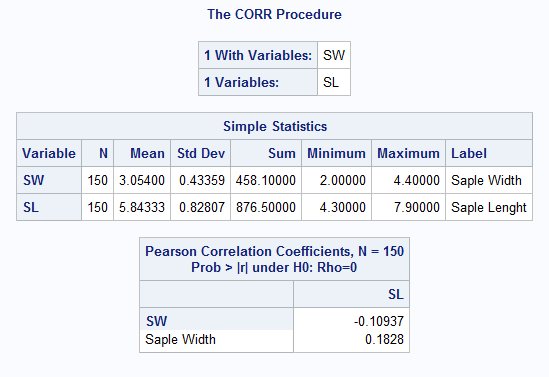 The CORR Procedure
1 With Variables: SW
1 Variables: SL
Simple Statistics
Variable N Mean Std Dev Sum Minimum Maximum Label
SW 150 3.05400 0.43359 458.10000 2.00000 4.40000 Saple Width
SL 150 5.84333 0.82807 876.50000 4.30000 7.90000 Saple Lenght
Pearson Correlation Coefficients, N = 150
Prob > |r| under H0: Rho=0
SL
SW -0.10937
Saple Width 0.1828